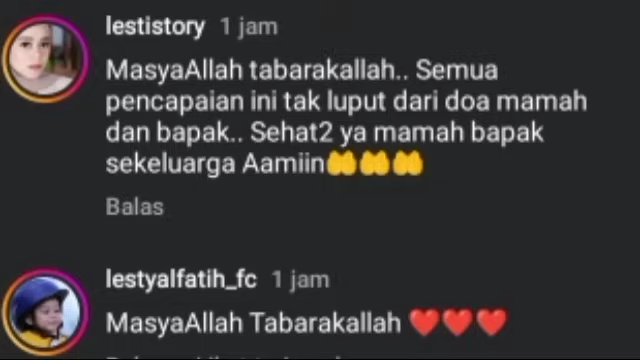 lestistory 1 jam
MasyaAllah tabarakallah.. Semua
pencapaian ini tak luput dari doa mamah
dan bapak.. Sehat2 ya mamah bapak
sekeluarga Aamiin🤲🤲🤲
Balas
lestyalfatih_fc 1 jam
MasyaAllah Tabarakallah ❤️❤️❤️